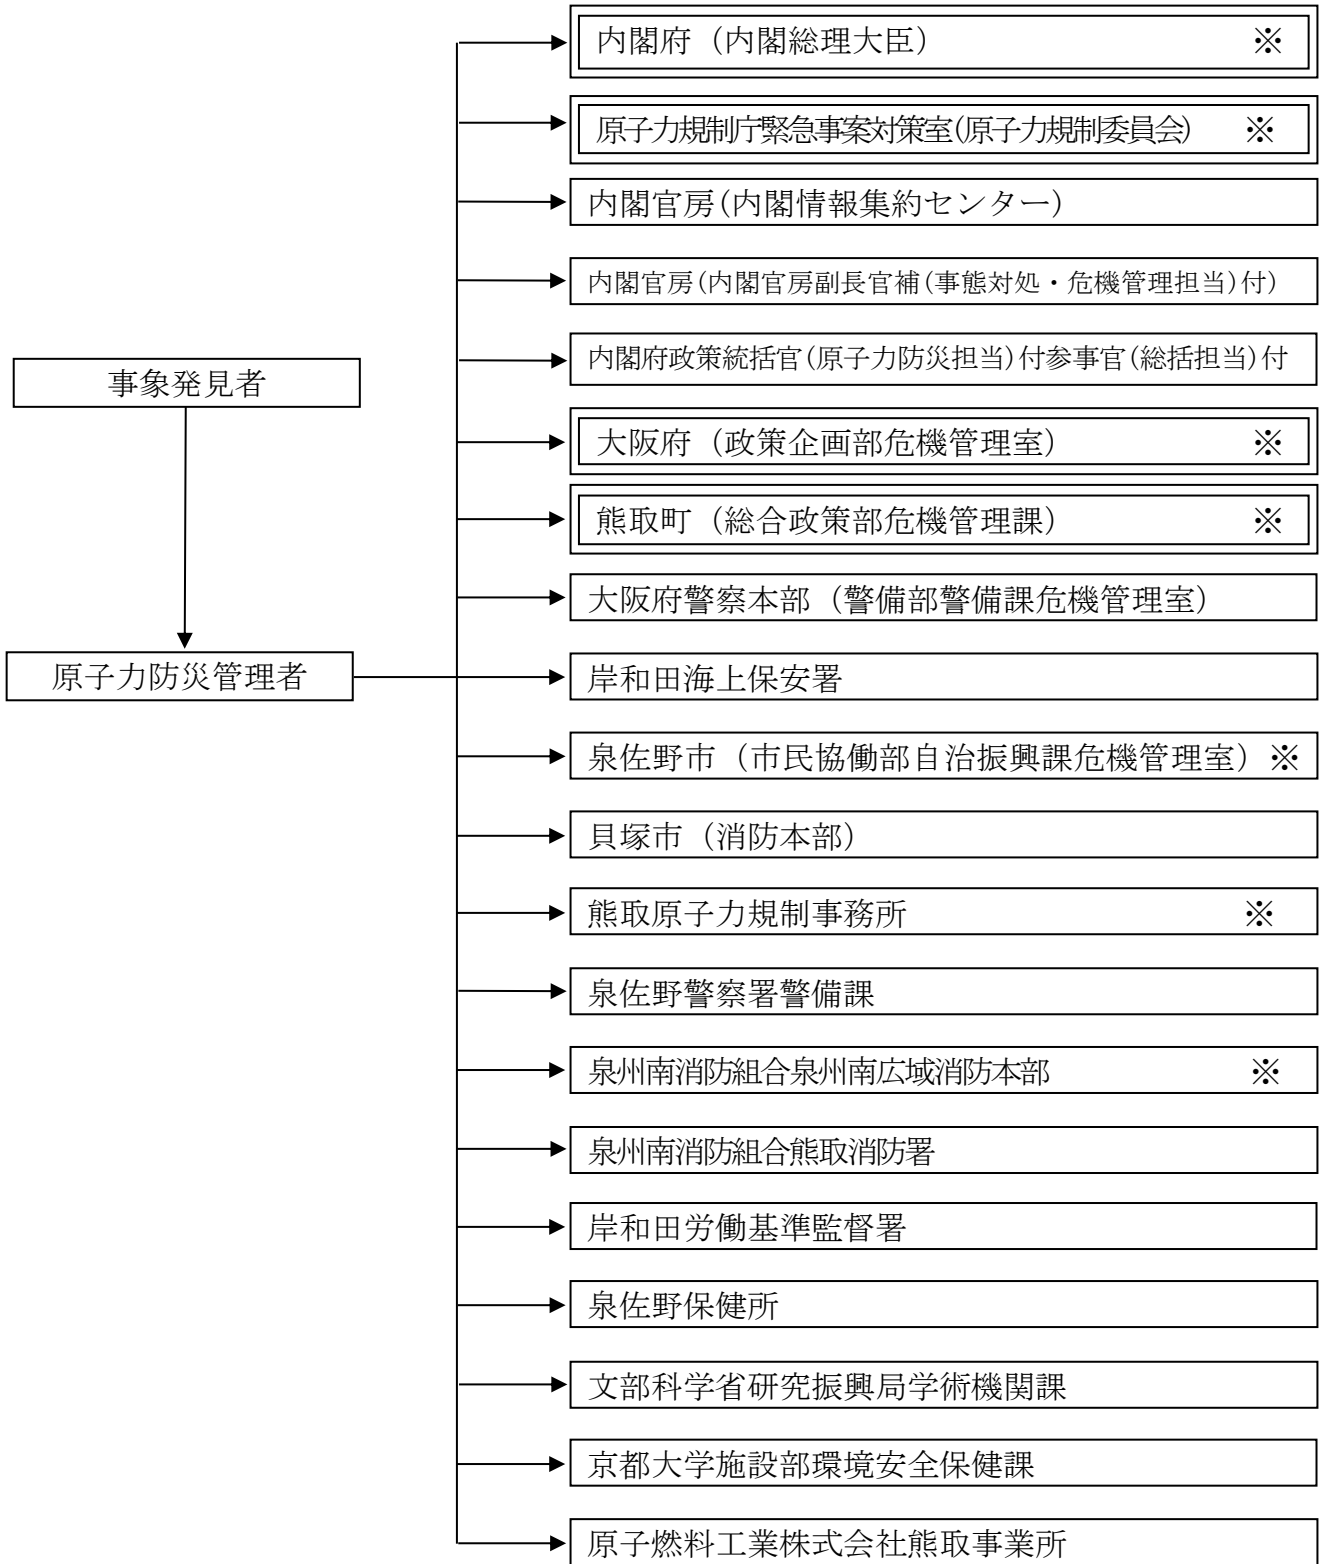 内閣府（内閣総理大臣） ※
原子力規制庁緊急事案対策室(原子力規制委員会) ※
内閣官房(内閣情報集約センター)
内閣官房(内閣官房副長官補(事態対処・危機管理担当)付)
内閣府政策統括官(原子力防災担当)付参事官(総括担当)付
事象発見者
大阪府（政策企画部危機管理室） ※
熊取町（総合政策部危機管理課） ※
大阪府警察本部（警備部警備課危機管理室）
原子力防災管理者
岸和田海上保安署
泉佐野市（市民協働部自治振興課危機管理室）※
貝塚市（消防本部）
熊取原子力規制事務所 ※
泉佐野警察署警備課
泉州南消防組合泉州南広域消防本部 ※
泉州南消防組合熊取消防署
岸和田労働基準監督署
泉佐野保健所
文部科学省研究振興局学術機関課
京都大学施設部環境安全保健課
原子燃料工業株式会社熊取事業所